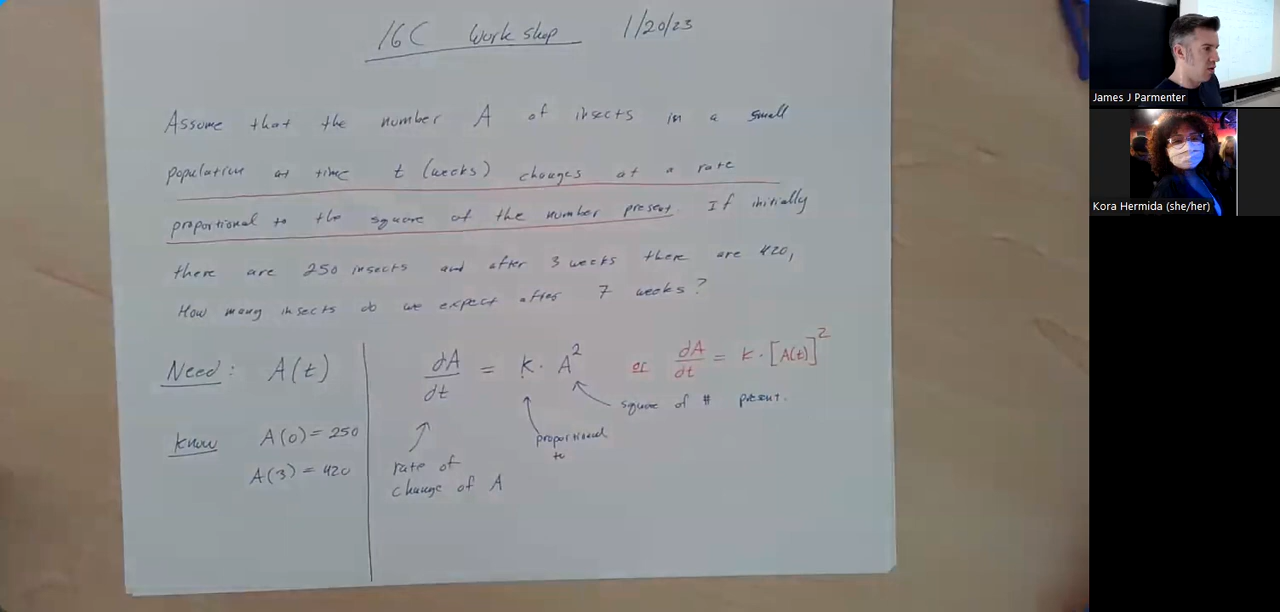 16C Workshop 1/20/23
Assume that the number A of insects in a small
population at time t (weeks) changes at a rate
proportional to the square of the number present. If initially
there are 250 insects and after 3 weeks there are 420,
How many insects do we expect after 7 weeks?
Need: A(t)
dA/dt = k · A² or dA/dt = k · [A(t)]²
square of # present.
proportional
to
Know A(0) = 250
A(3) = 420
rate of
change of A
James J Parmenter
Kora Hermida (she/her)